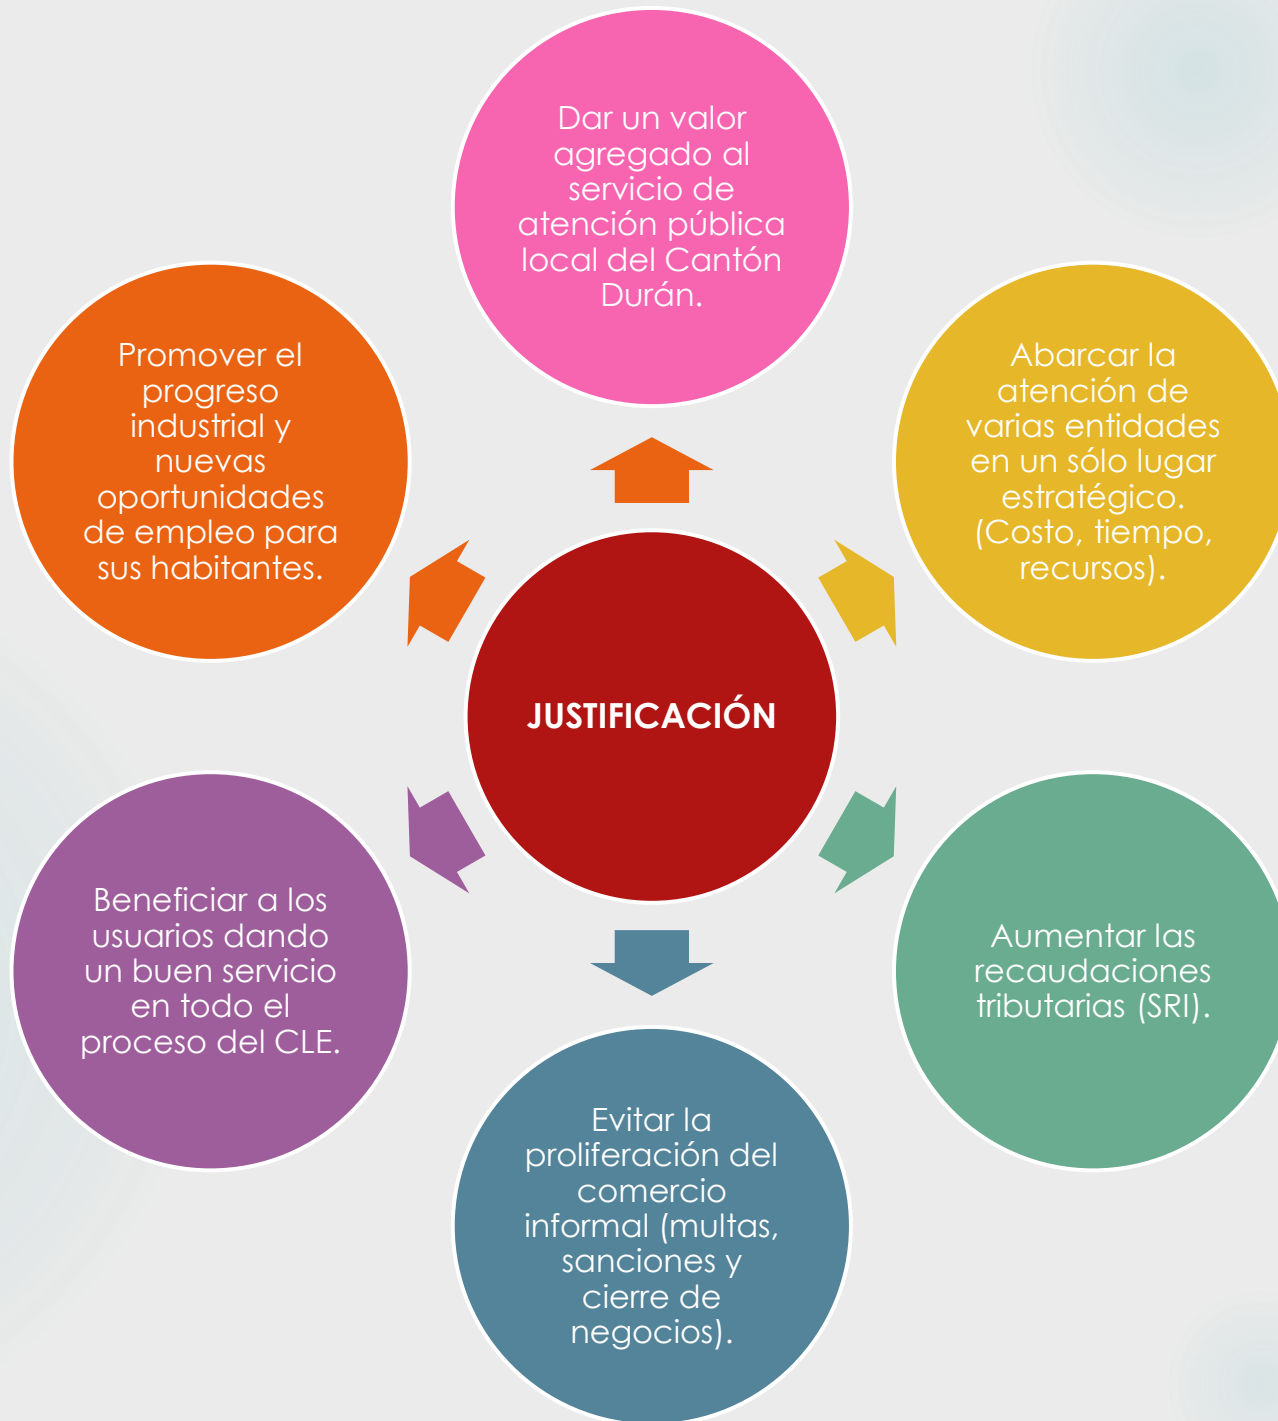 Dar un valor
agregado al
servicio de
atención pública
local del Cantón
Durán.
Abarcar la
atención de
varias entidades
en un sólo lugar
estratégico.
(Costo, tiempo,
recursos).
Aumentar las
recaudaciones
tributarias (SRI).
Evitar la
proliferación del
comercio
informal (multas,
sanciones y
cierre de
negocios).
Beneficiar a los
usuarios dando
un buen servicio
en todo el
proceso del CLE.
Promover el
progreso
industrial y
nuevas
oportunidades
de empleo para
sus habitantes.
JUSTIFICACIÓN